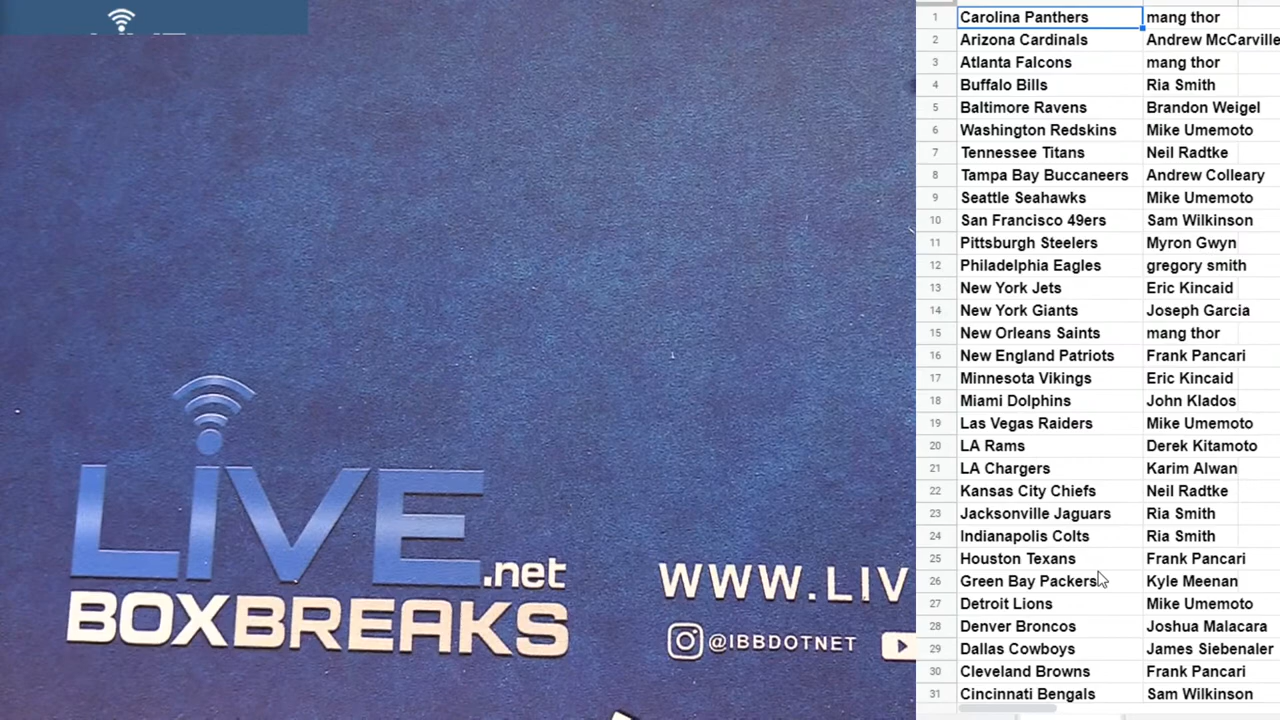 LIVE
.net
BOXBREAKS
WWW.LIV
@IBBDOTNET
1 Carolina Panthers mang thor
2 Arizona Cardinals Andrew McCarville
3 Atlanta Falcons mang thor
4 Buffalo Bills Ria Smith
5 Baltimore Ravens Brandon Weigel
6 Washington Redskins Mike Umemoto
7 Tennessee Titans Neil Radtke
8 Tampa Bay Buccaneers Andrew Colleary
9 Seattle Seahawks Mike Umemoto
10 San Francisco 49ers Sam Wilkinson
11 Pittsburgh Steelers Myron Gwyn
12 Philadelphia Eagles gregory smith
13 New York Jets Eric Kincaid
14 New York Giants Joseph Garcia
15 New Orleans Saints mang thor
16 New England Patriots Frank Pancari
17 Minnesota Vikings Eric Kincaid
18 Miami Dolphins John Klados
19 Las Vegas Raiders Mike Umemoto
20 LA Rams Derek Kitamoto
21 LA Chargers Karim Alwan
22 Kansas City Chiefs Neil Radtke
23 Jacksonville Jaguars Ria Smith
24 Indianapolis Colts Ria Smith
25 Houston Texans Frank Pancari
26 Green Bay Packers Kyle Meenan
27 Detroit Lions Mike Umemoto
28 Denver Broncos Joshua Malacara
29 Dallas Cowboys James Siebenaler
30 Cleveland Browns Frank Pancari
31 Cincinnati Bengals Sam Wilkinson